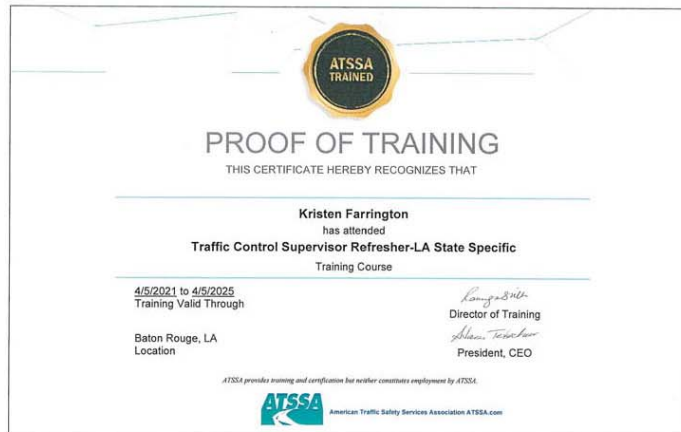 ATSSA
TRAINED
PROOF OF TRAINING
THIS CERTIFICATE HEREBY RECOGNIZES THAT
Kristen Farrington
has attended
Traffic Control Supervisor Refresher-LA State Specific
Training Course
4/5/2021 to 4/5/2025
Training Valid Through
Director of Training
Baton Rouge, LA
Location
President, CEO
ATSSA provides training and certification but neither constitutes employment by ATSSA.
ATSSA American Traffic Safety Services Association ATSSA.com